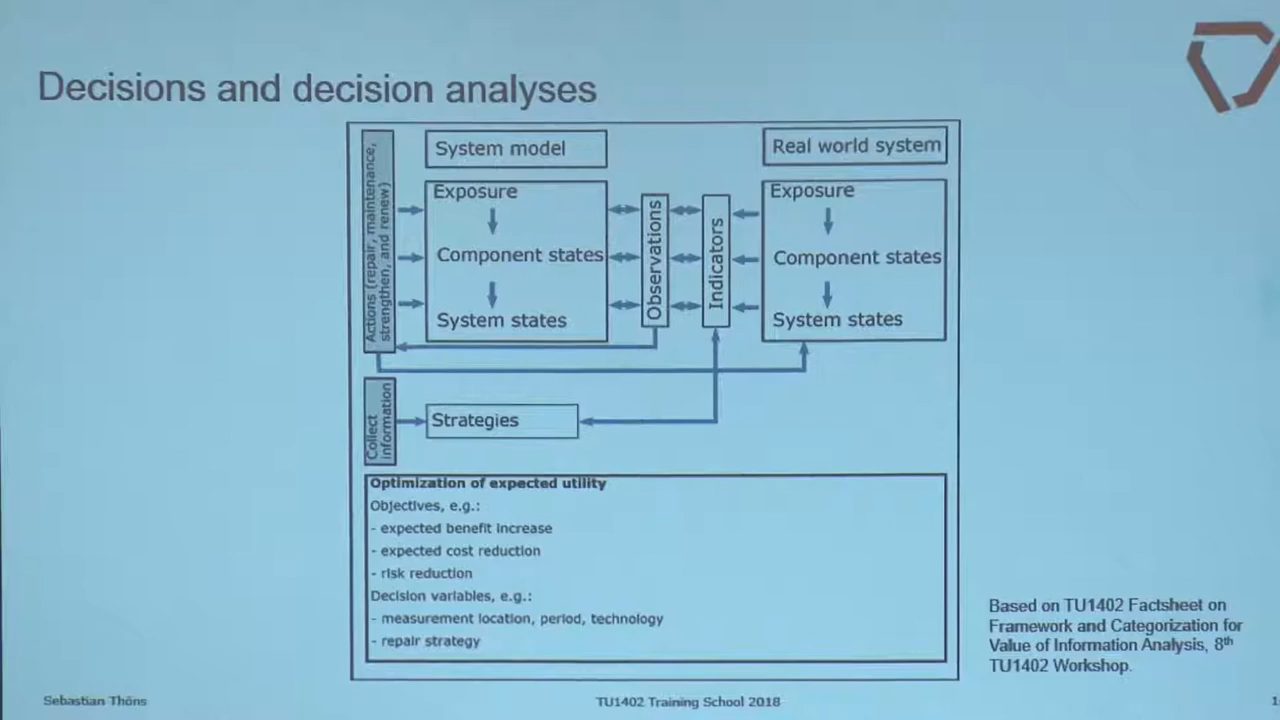 Decisions and decision analyses
Actions (repair, maintenance,
strengthen, and renew)
System model
Real world system
Exposure
Component states
System states
Observations
Indicators
Exposure
Component states
System states
Collect
information
Strategies
Optimization of expected utility
Objectives, e.g.:
- expected benefit increase
- expected cost reduction
- risk reduction
Decision variables, e.g.:
- measurement location, period, technology
- repair strategy
Based on TU1402 Factsheet on
Framework and Categorization for
Value of Information Analysis, 8th
TU1402 Workshop.
Sebastian Thöns
TU1402 Training School 2018